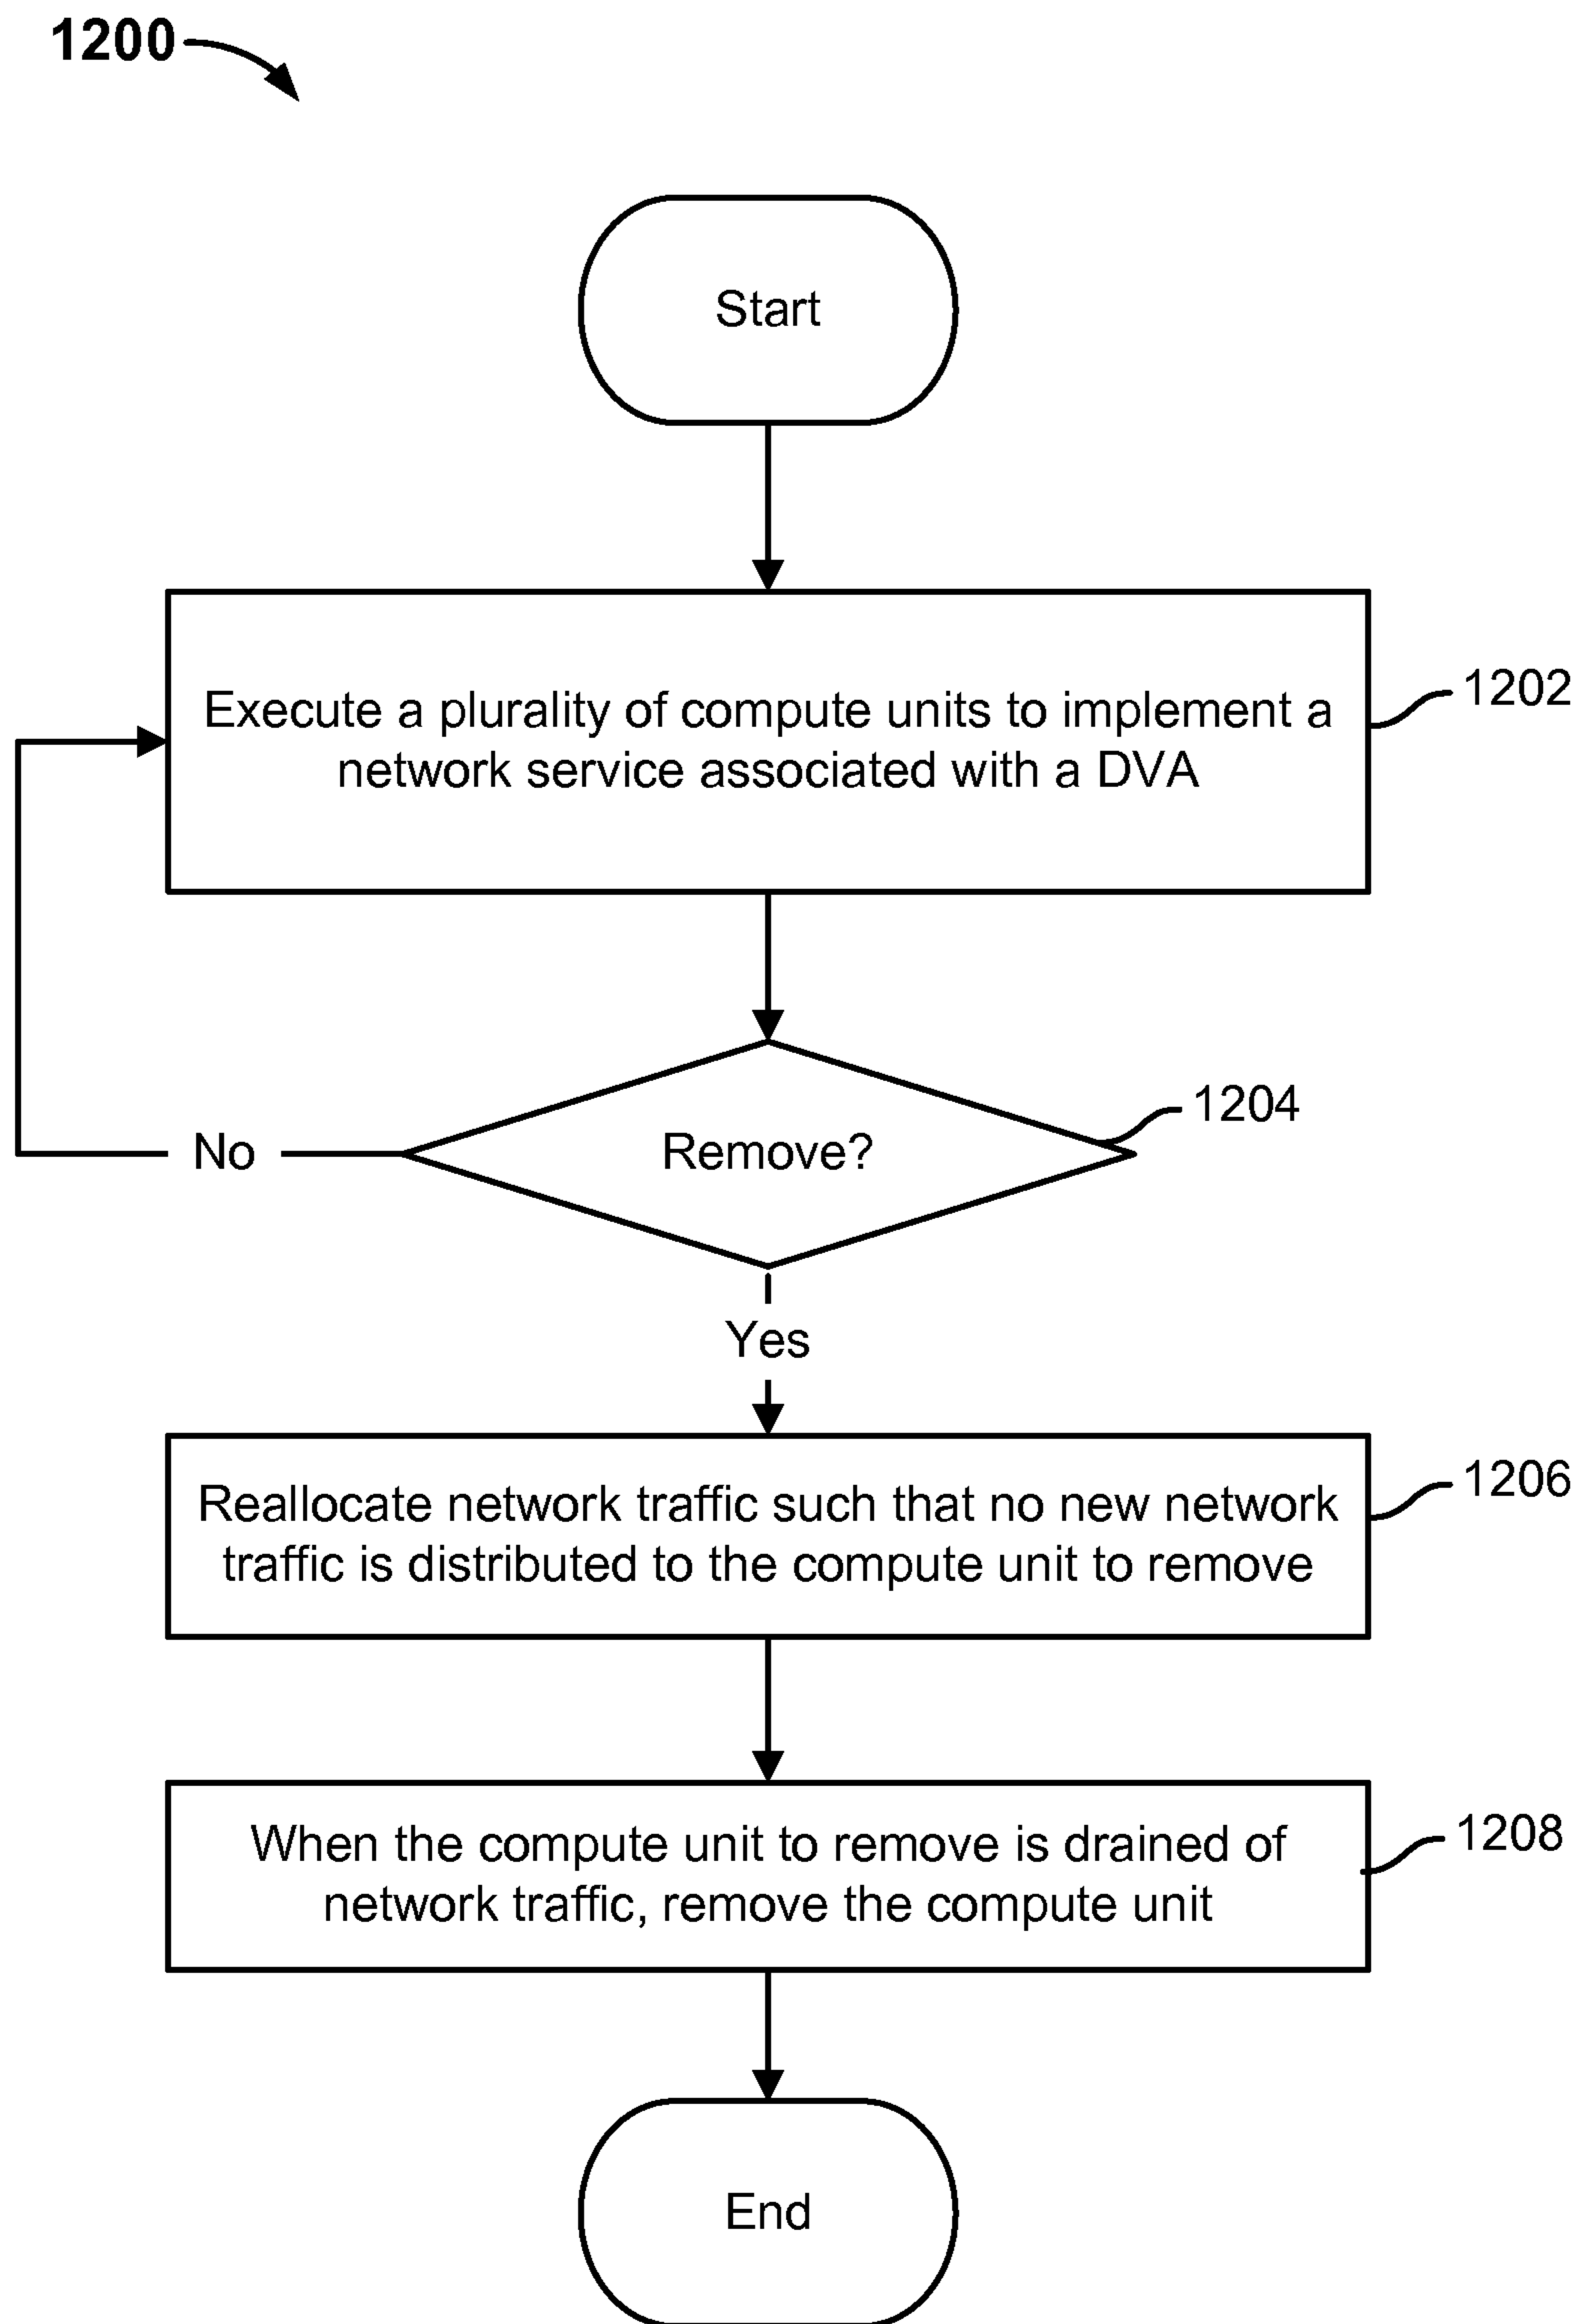 1200
Start
Execute a plurality of compute units to implement a
network service associated with a DVA
1202
Remove?
1204
No
Yes
Reallocate network traffic such that no new network
traffic is distributed to the compute unit to remove
1206
When the compute unit to remove is drained of
network traffic, remove the compute unit
1208
End